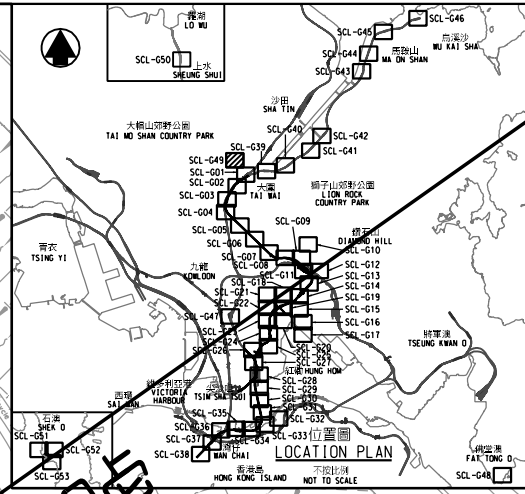 羅湖
LO WU
SCL-G50
上水
SHEUNG SHUI
SCL-G46
SCL-G45
烏溪沙
WU KAI SHA
SCL-G44
馬鞍山
MA ON SHAN
SCL-G43
沙田
SHA TIN
大帽山郊野公園
TAI MO SHAN COUNTRY PARK
SCL-G40
SCL-G42
SCL-G39
SCL-G41
SCL-G49
SCL-G01
SCL-G02
大圍
TAI WAI
獅子山郊野公園
LION ROCK
COUNTRY PARK
SCL-G03
SCL-G04
SCL-G05
SCL-G09
鑽石山
DIAMOND HILL
SCL-G10
青衣
TSING YI
SCL-G06
SCL-G07
SCL-G08
SCL-G11
SCL-G12
SCL-G13
九龍
KOWLOON
SCL-G18
SCL-G14
SCL-G21
SCL-G19
SCL-G22
SCL-G15
SCL-G47
SCL-G16
SCL-G17
將軍澳
TSEUNG KWAN O
SCL-G24
SCL-G20
SCL-G26
SCL-G27
紅磡 HUNG HOM
SCL-G28
SCL-G29
SCL-G30
SCL-G31
SCL-G32
維多利亞港
VICTORIA
HARBOUR
TSIM SHA TSUI
西環
SAI WAN
石澳
SHEK O
SCL-G51
SCL-G52
SCL-G53
SCL-G35
SCL-G36
SCL-G37
SCL-G38
SCL-G34
SCL-G33
灣仔
WAN CHAI
位置圖
LOCATION PLAN
香港島
HONG KONG ISLAND
不按比例
NOT TO SCALE
佛堂澳
FAT TONG O
SCL-G48